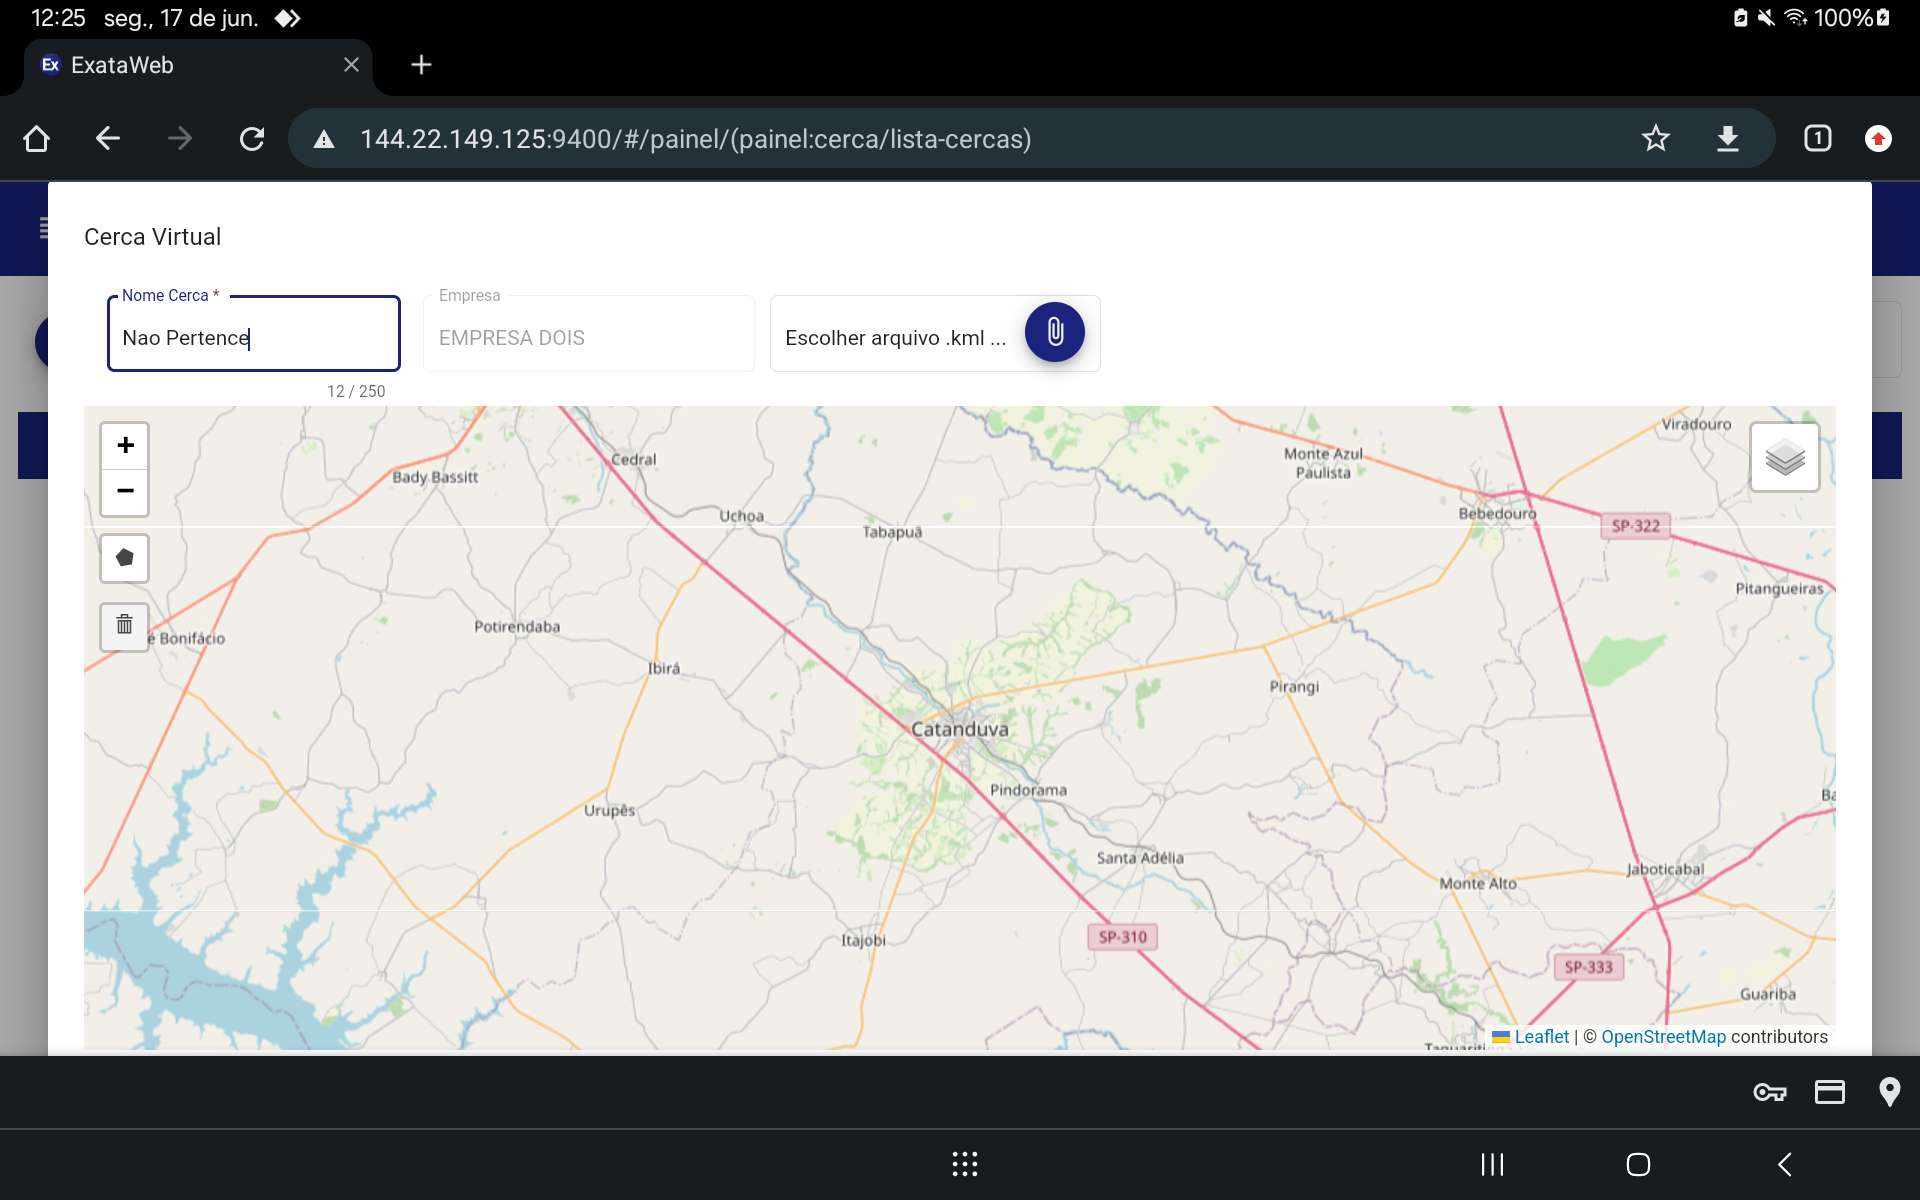 12:25 seg., 17 de jun. 100%
Ex ExataWeb
144.22.149.125:9400/#/painel/(painel:cerca/lista-cercas) 1
Cerca Virtual
Nome Cerca * Empresa
Nao Pertence EMPRESA DOIS Escolher arquivo .kml ...
12 / 250
+
−
Viradouro
Monte Azul
Paulista
Cedral
Bady Bassitt
Uchoa
Tabapuã
Bebedouro
SP-322
Pitangueiras
é Bonifácio
Potirendaba
Ibirá
Pirangi
Catanduva
Pindorama
Ba
Urupês
Santa Adélia
Jaboticabal
Monte Alto
Itajobi
SP-310
SP-333
Guariba
Leaflet | © OpenStreetMap contributors